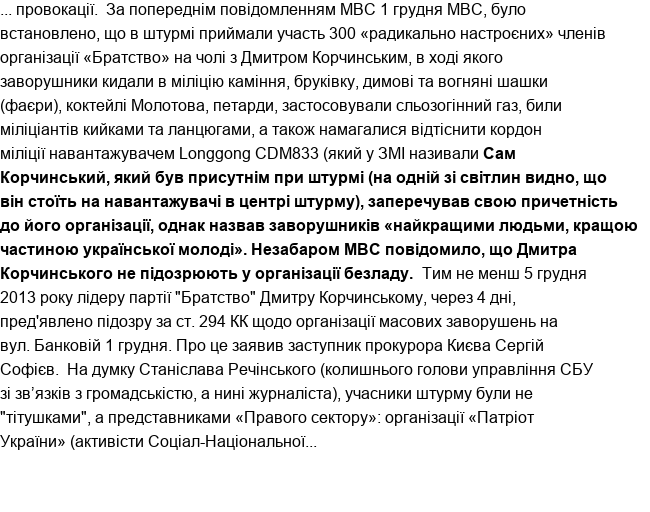 ... провокації.  За попереднім повідомленням МВС 1 грудня МВС, було
встановлено, що в штурмі приймали участь 300 «радикально настроєних» членів
організації «Братство» на чолі з Дмитром Корчинським, в ході якого
заворушники кидали в міліцію каміння, бруківку, димові та вогняні шашки
(фаєри), коктейлі Молотова, петарди, застосовували сльозогінний газ, били
міліціантів кийками та ланцюгами, а також намагалися відтіснити кордон
міліції навантажувачем Longgong CDM833 (який у ЗМІ називали Сам
Корчинський, який був присутнім при штурмі (на одній зі світлин видно, що
він стоїть на навантажувачі в центрі штурму), заперечував свою причетність
до його організації, однак назвав заворушників «найкращими людьми, кращою
частиною української молоді». Незабаром МВС повідомило, що Дмитра
Корчинського не підозрюють у організації безладу.  Тим не менш 5 грудня
2013 року лідеру партії "Братство" Дмитру Корчинському, через 4 дні,
пред'явлено підозру за ст. 294 КК щодо організації масових заворушень на
вул. Банковій 1 грудня. Про це заявив заступник прокурора Києва Сергій
Софієв.  На думку Станіслава Речінського (колишнього голови управління СБУ
зі зв’язків з громадськістю, а нині журналіста), учасники штурму були не
"тітушками", а представниками «Правого сектору»: організації «Патріот
України» (активісти Соціал-Національної...